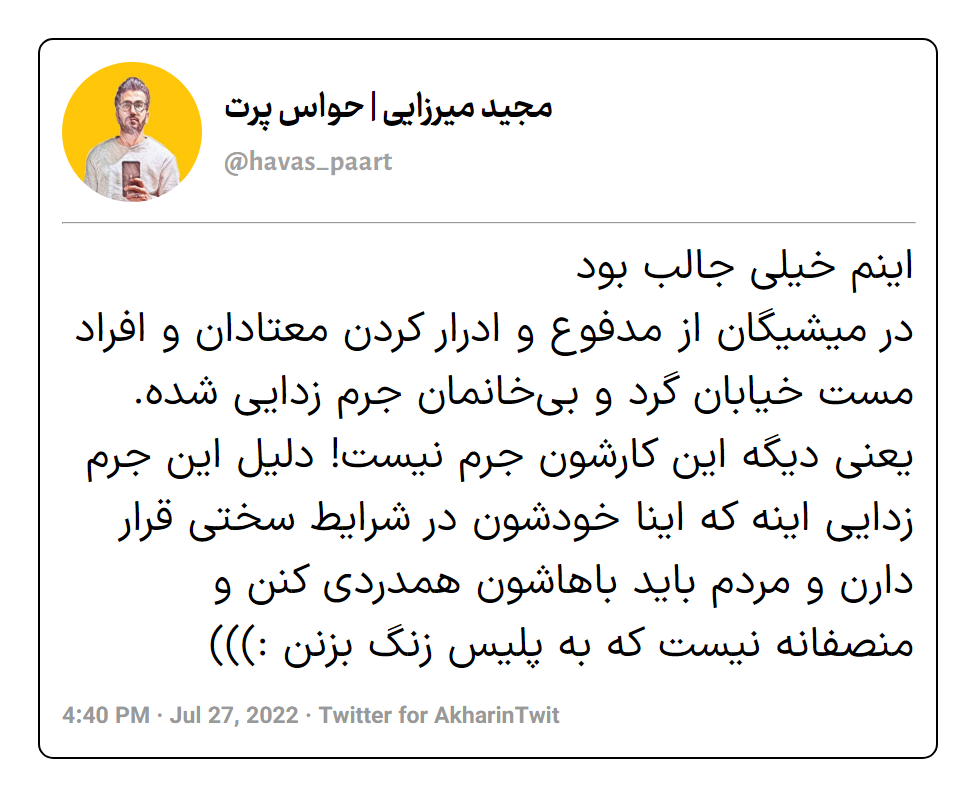 مجید میرزایی | حواس پرت
@havas_paart
اینم خیلی جالب بود
در میشیگان از مدفوع و ادرار کردن معتادان و افراد
مست خیابان گرد و بی‌خانمان جرم زدایی شده.
یعنی دیگه این کارشون جرم نیست! دلیل این جرم
زدایی اینه که اینا خودشون در شرایط سختی قرار
دارن و مردم باید باهاشون همدردی کنن و
منصفانه نیست که به پلیس زنگ بزنن :)))
4:40 PM · Jul 27, 2022 · Twitter for AkharinTwit